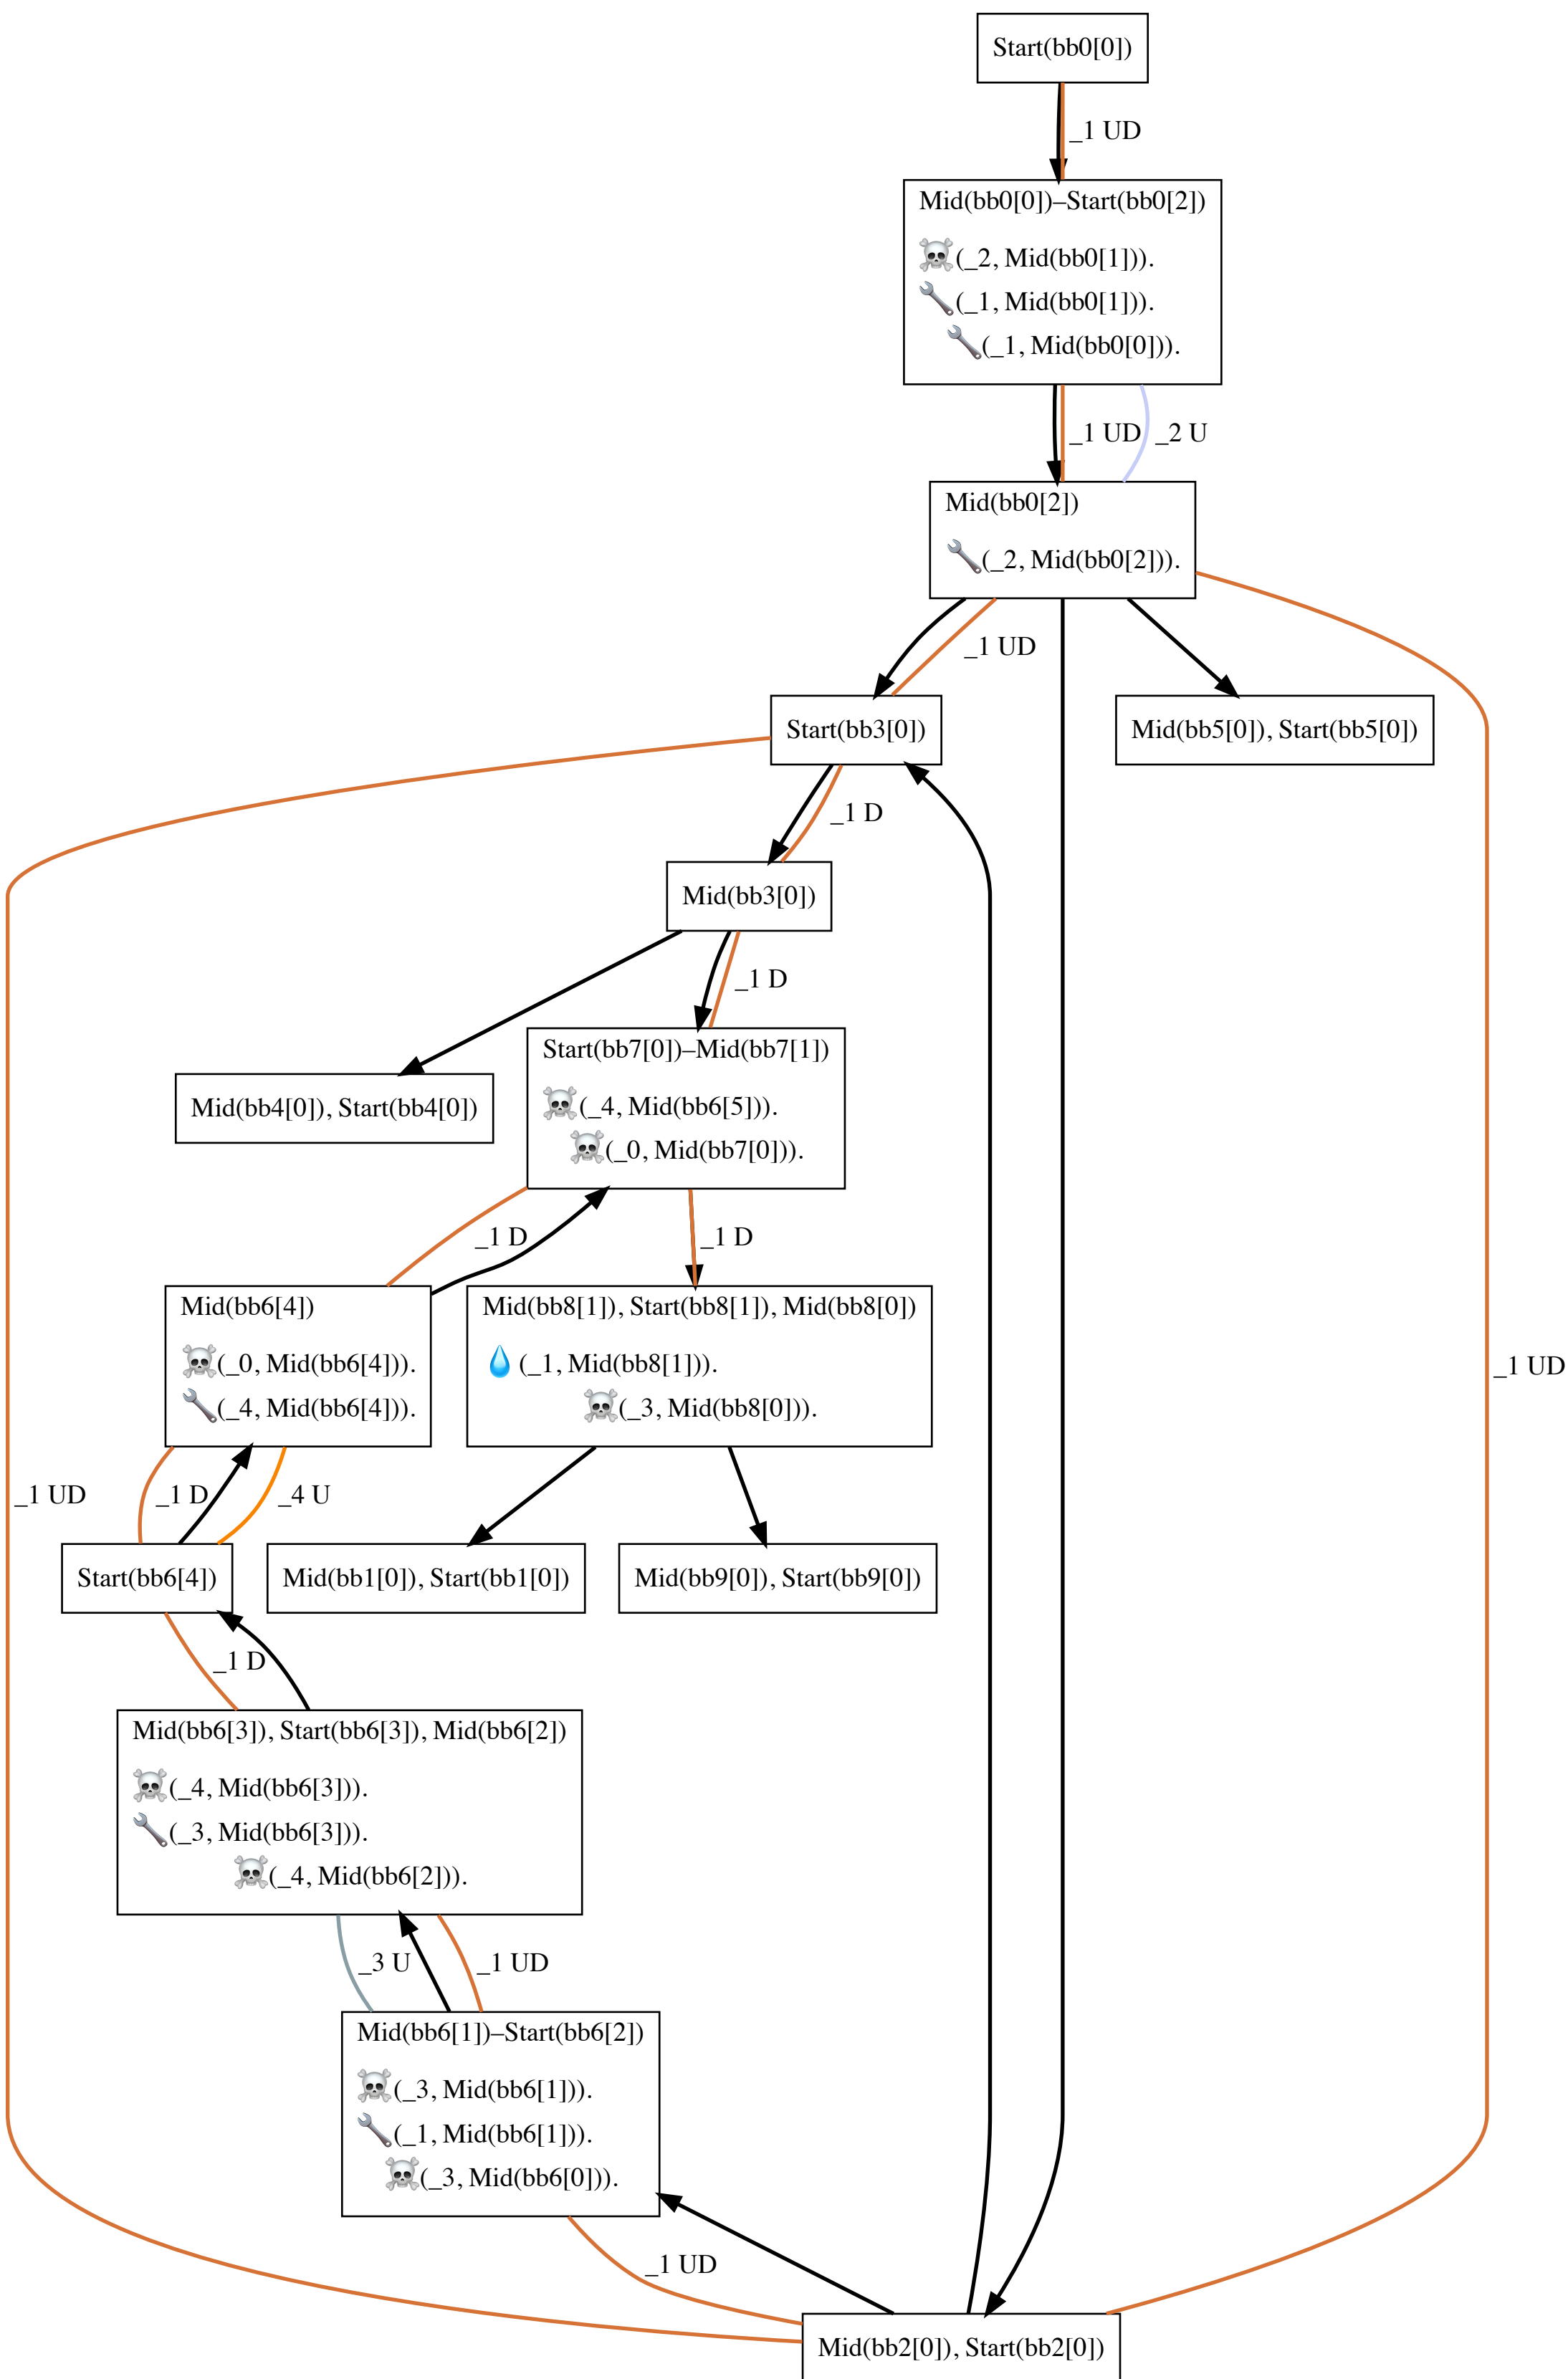 Start(bb0[0])
_1 UD
Mid(bb0[0])–Start(bb0[2])
☠(_2, Mid(bb0[1])).
🔧(_1, Mid(bb0[1])).
🔧(_1, Mid(bb0[0])).
_1 UD
_2 U
Mid(bb0[2])
🔧(_2, Mid(bb0[2])).
_1 UD
Start(bb3[0])
Mid(bb5[0]), Start(bb5[0])
_1 D
Mid(bb3[0])
_1 D
Start(bb7[0])–Mid(bb7[1])
☠(_4, Mid(bb6[5])).
☠(_0, Mid(bb7[0])).
Mid(bb4[0]), Start(bb4[0])
_1 D
_1 D
Mid(bb6[4])
☠(_0, Mid(bb6[4])).
🔧(_4, Mid(bb6[4])).
Mid(bb8[1]), Start(bb8[1]), Mid(bb8[0])
💧(_1, Mid(bb8[1])).
☠(_3, Mid(bb8[0])).
_1 UD
_1 UD
_1 D
_4 U
Start(bb6[4])
Mid(bb1[0]), Start(bb1[0])
Mid(bb9[0]), Start(bb9[0])
_1 D
Mid(bb6[3]), Start(bb6[3]), Mid(bb6[2])
☠(_4, Mid(bb6[3])).
🔧(_3, Mid(bb6[3])).
☠(_4, Mid(bb6[2])).
_3 U
_1 UD
Mid(bb6[1])–Start(bb6[2])
☠(_3, Mid(bb6[1])).
🔧(_1, Mid(bb6[1])).
☠(_3, Mid(bb6[0])).
_1 UD
Mid(bb2[0]), Start(bb2[0])